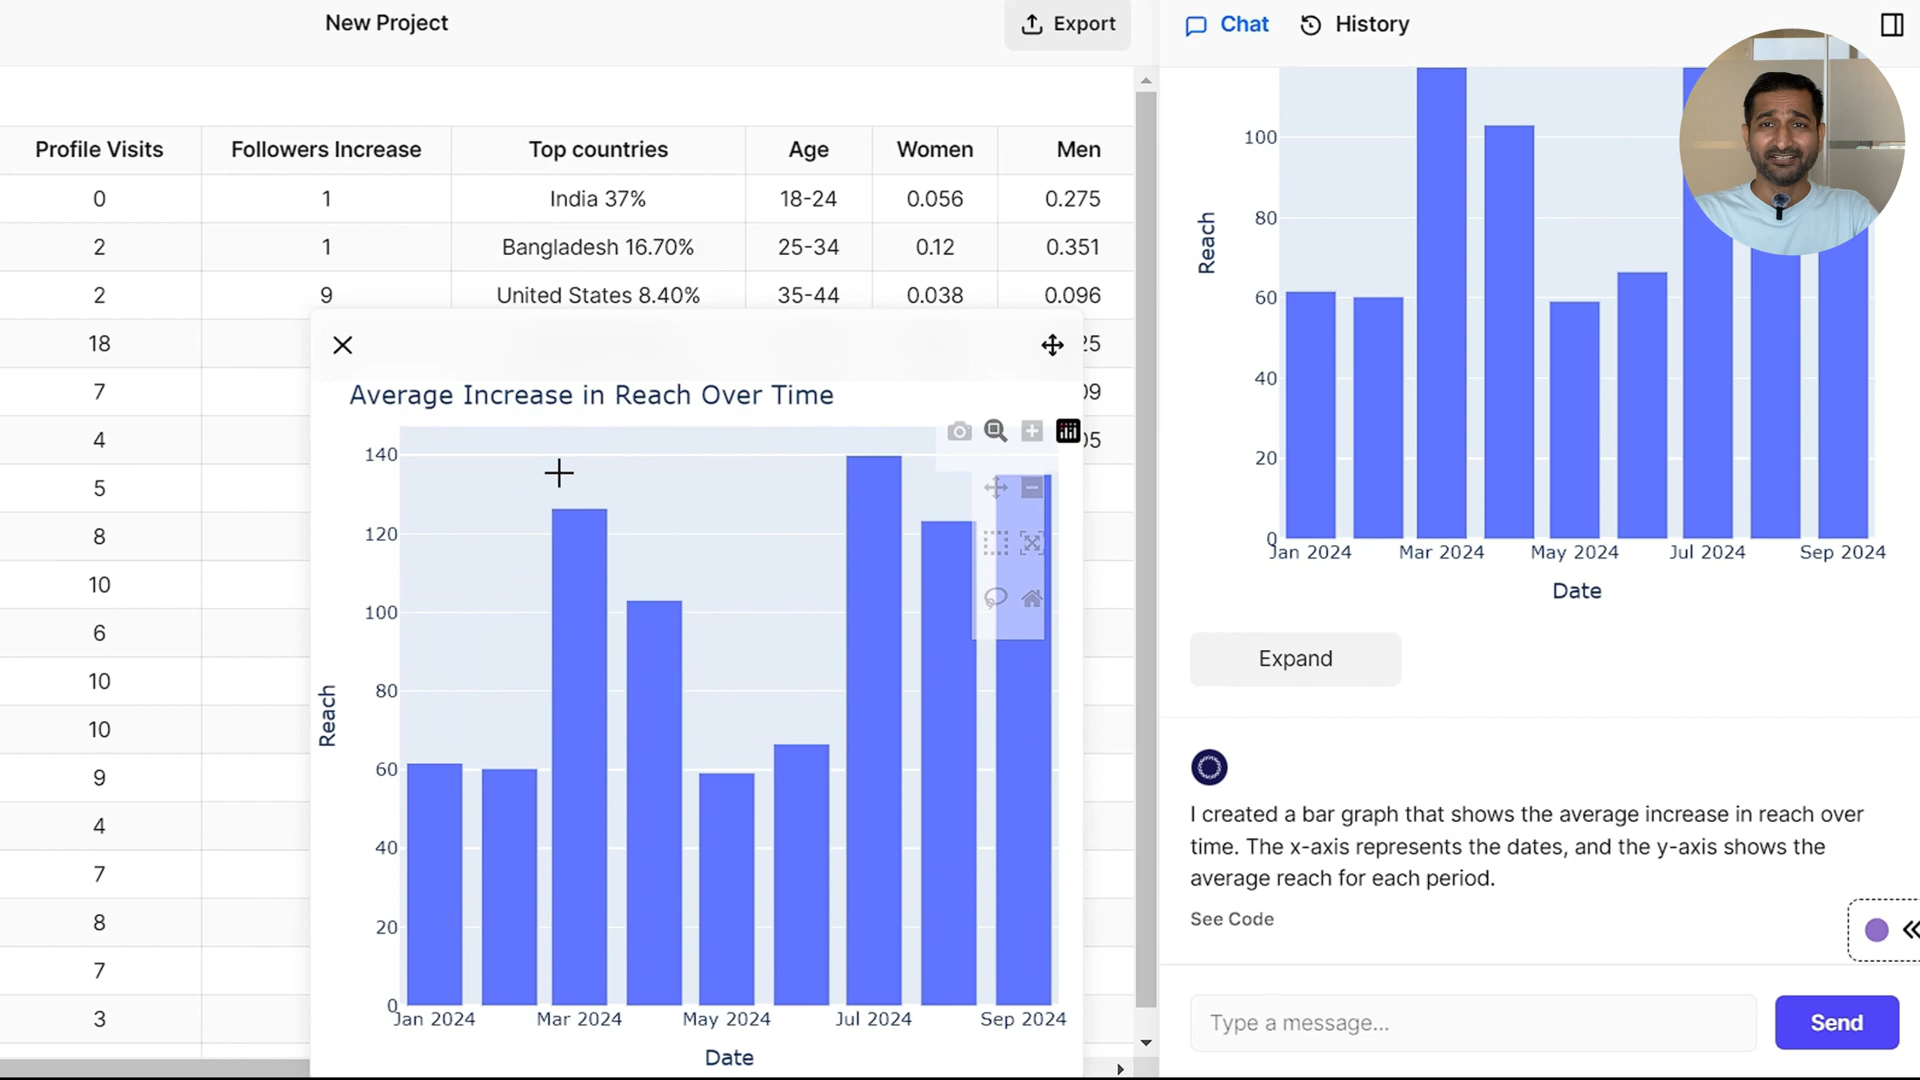 New Project
Export
Chat
History
Profile Visits Followers Increase Top countries Age Women Men
0 1 India 37% 18-24 0.056 0.275
2 1 Bangladesh 16.70% 25-34 0.12 0.351
2 9 United States 8.40% 35-44 0.038 0.096
18 25
7 09
4 05
5
8
10
6
10
10
9
4
7
8
7
3
Average Increase in Reach Over Time
140
120
100
80
60
40
20
0
Reach
Jan 2024 Mar 2024 May 2024 Jul 2024 Sep 2024
Date
100
80
60
40
20
0
Reach
Jan 2024 Mar 2024 May 2024 Jul 2024 Sep 2024
Date
Expand
I created a bar graph that shows the average increase in reach over
time. The x-axis represents the dates, and the y-axis shows the
average reach for each period.
See Code
Type a message...
Send